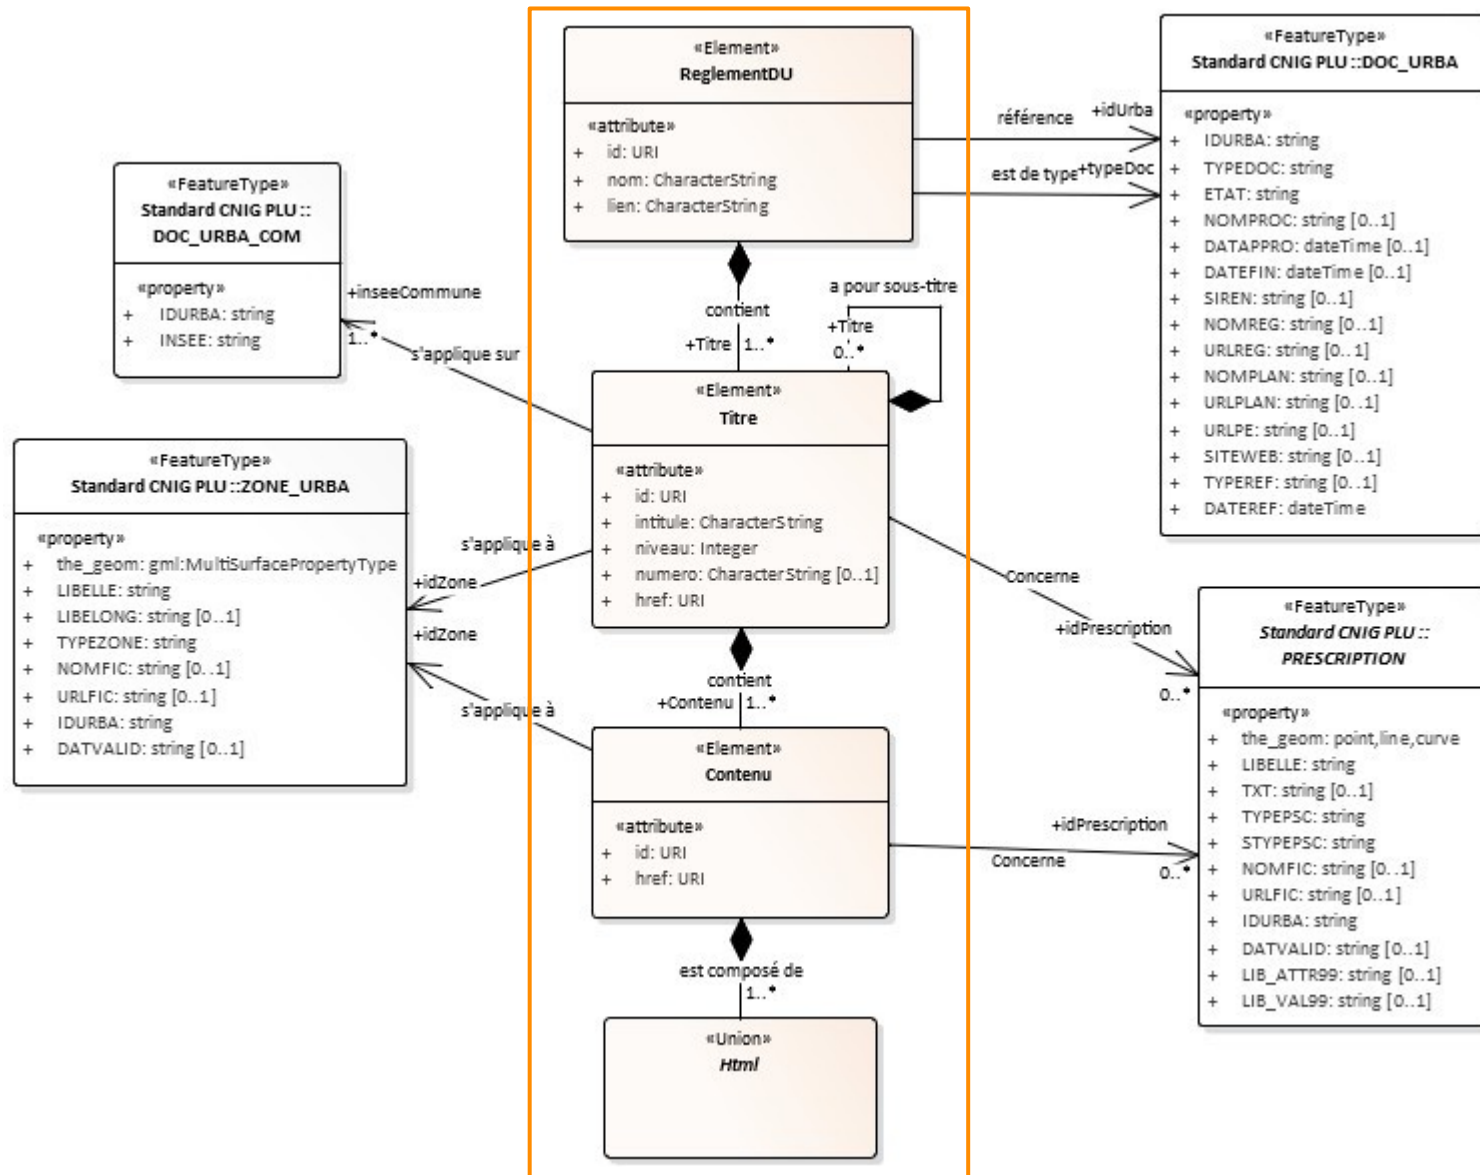 «Element»
ReglementDU
«attribute»
+ id: URI
+ nom: CharacterString
+ lien: CharacterString
«FeatureType»
Standard CNIG PLU ::DOC_URBA
«property»
+ IDURBA: string
+ TYPEDOC: string
+ ETAT: string
+ NOMPROC: string [0..1]
+ DATAPPRO: dateTime [0..1]
+ DATEFIN: dateTime [0..1]
+ SIREN: string [0..1]
+ NOMREG: string [0..1]
+ URLREG: string [0..1]
+ NOMPLAN: string [0..1]
+ URLPLAN: string [0..1]
+ URLPE: string [0..1]
+ SITEWEB: string [0..1]
+ TYPEREF: string [0..1]
+ DATEREF: dateTime
référence
+idUrba
est de type
+typeDoc
«FeatureType»
Standard CNIG PLU ::
DOC_URBA_COM
«property»
+ IDURBA: string
+ INSEE: string
+inseeCommune
1..*
s'applique sur
contient
+Titre
1..*
a pour sous-titre
+Titre
0..*
«Element»
Titre
«attribute»
+ id: URI
+ intitule: CharacterString
+ niveau: Integer
+ numero: CharacterString [0..1]
+ href: URI
«FeatureType»
Standard CNIG PLU ::ZONE_URBA
«property»
+ the_geom: gml:MultiSurfacePropertyType
+ LIBELLE: string
+ LIBELONG: string [0..1]
+ TYPEZONE: string
+ NOMFIC: string [0..1]
+ URLFIC: string [0..1]
+ IDURBA: string
+ DATVALID: string [0..1]
s'applique à
+idZone
+idZone
s'applique à
Concerne
+idPrescription
0..*
«FeatureType»
Standard CNIG PLU ::
PRESCRIPTION
«property»
+ the_geom: point,line,curve
+ LIBELLE: string
+ TXT: string [0..1]
+ TYPEPSC: string
+ STYPEPSC: string
+ NOMFIC: string [0..1]
+ URLFIC: string [0..1]
+ IDURBA: string
+ DATVALID: string [0..1]
+ LIB_ATTR99: string [0..1]
+ LIB_VAL99: string [0..1]
contient
+Contenu
1..*
«Element»
Contenu
«attribute»
+ id: URI
+ href: URI
+idPrescription
Concerne
0..*
est composé de
1..*
«Union»
Html